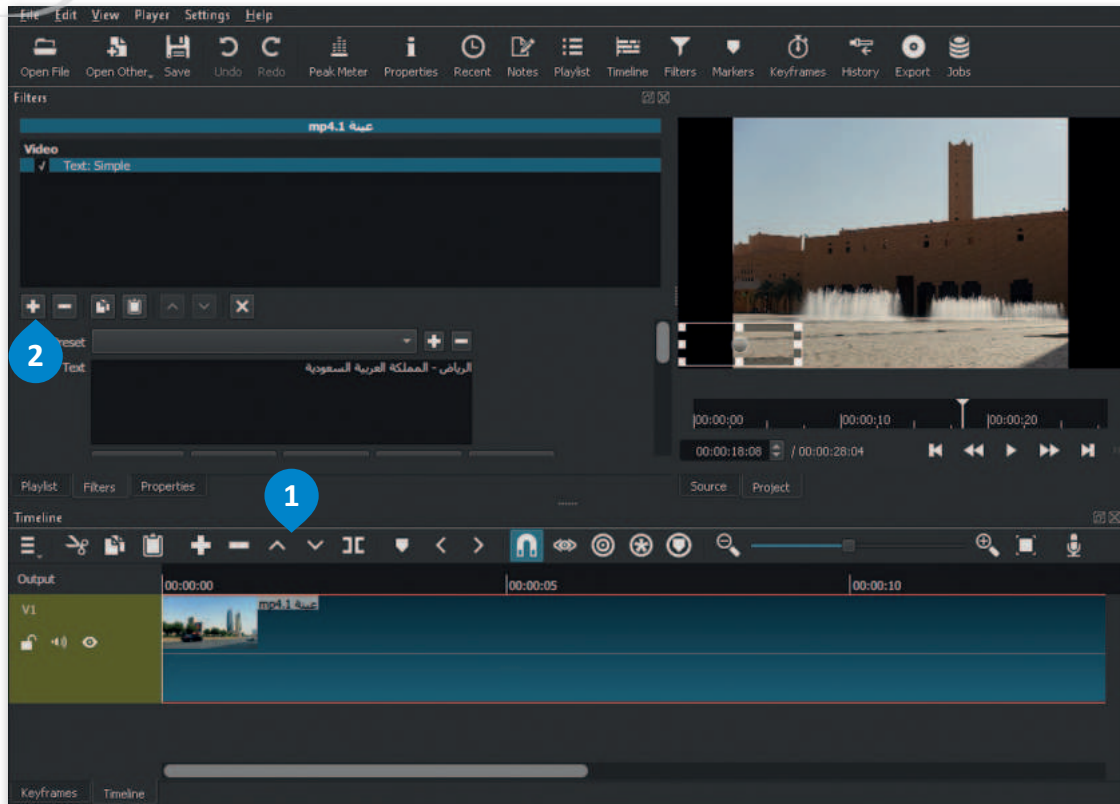 File Edit View Player Settings Help
Open File Open Other... Save Undo Redo Peak Meter Properties Recent Notes Playlist Timeline Filters Markers Keyframes History Export Jobs
Filters
عينة 1.mp4
Video
✓ Text: Simple
2
Preset
Text
الرياض - المملكة العربية السعودية
00:00:00 00:00:10 00:00:20
00:00:18:08 / 00:00:28:04
Playlist Filters Properties
1
Source Project
Timeline
Output
00:00:00 00:00:05 00:00:10
V1
عينة 1.mp4
Keyframes Timeline